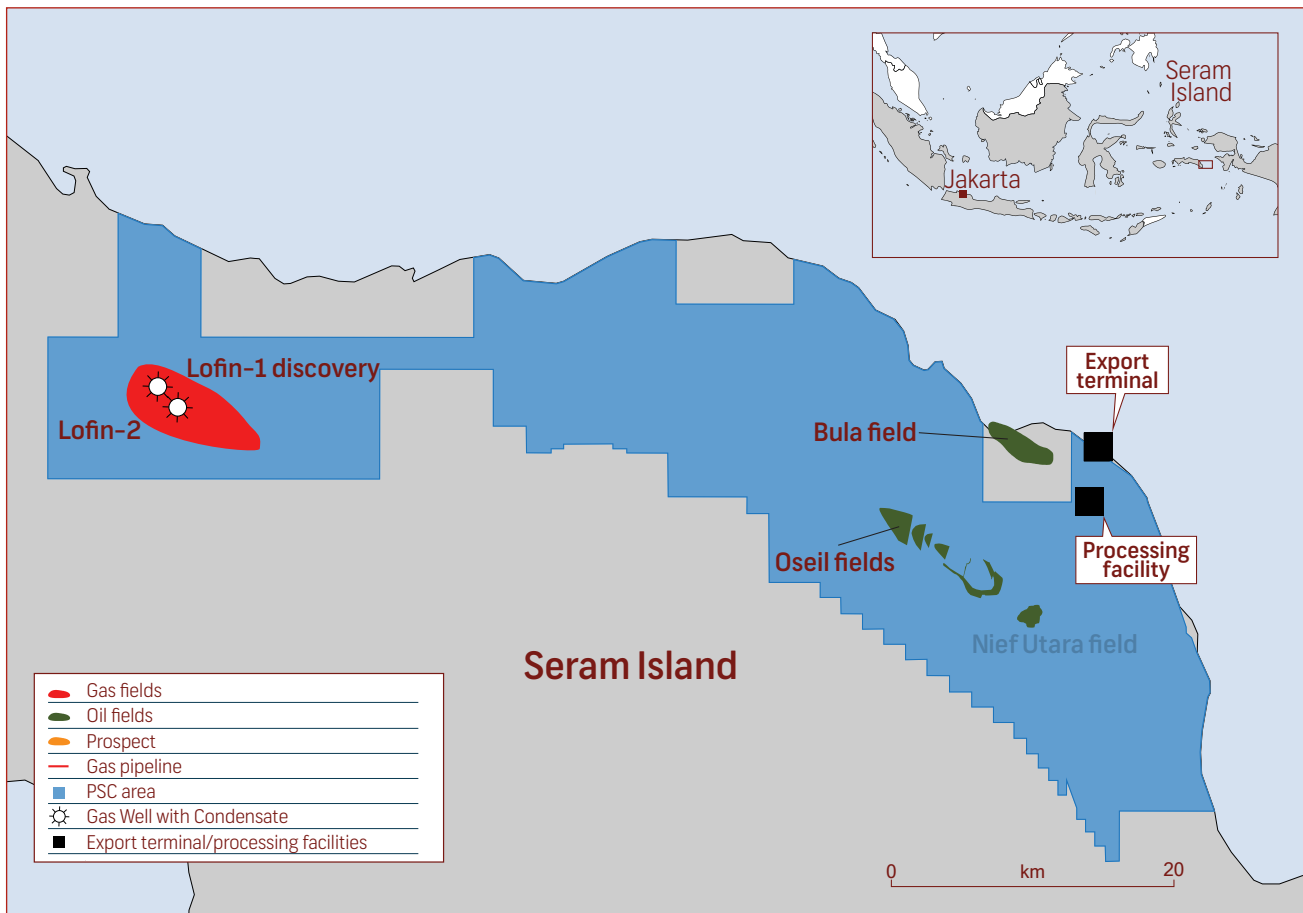 Seram
Island
Jakarta
Lofin-1 discovery
Lofin-2
Export
terminal
Bula field
Processing
facility
Oseil fields
Nief Utara field
Seram Island
Gas fields
Oil fields
Prospect
Gas pipeline
PSC area
Gas Well with Condensate
Export terminal/processing facilities
0 km 20